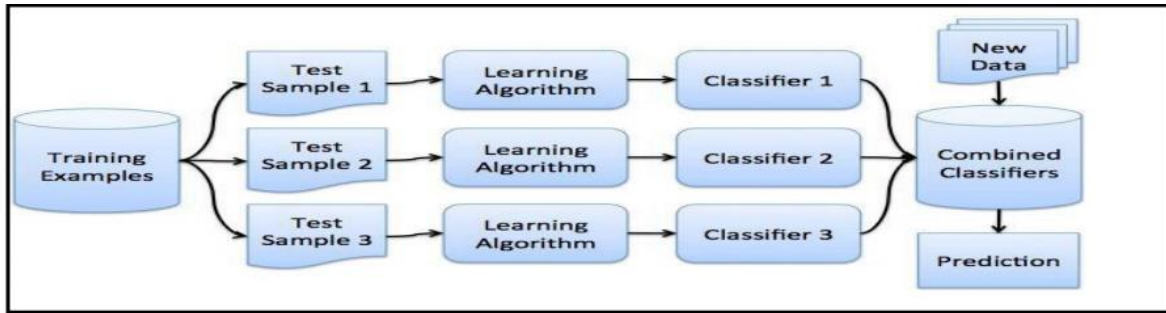 Training
Examples
Test
Sample 1
Learning
Algorithm
Classifier 1
Test
Sample 2
Learning
Algorithm
Classifier 2
Test
Sample 3
Learning
Algorithm
Classifier 3
New
Data
Combined
Classifiers
Prediction